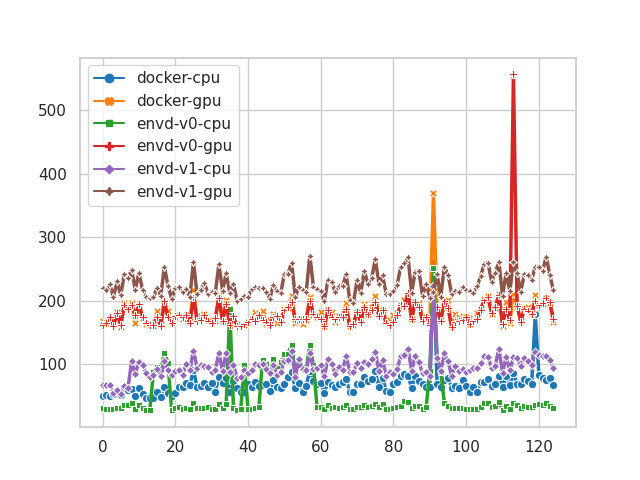 docker-cpu
docker-gpu
envd-v0-cpu
envd-v0-gpu
envd-v1-cpu
envd-v1-gpu
500
400
300
200
100
0 20 40 60 80 100 120